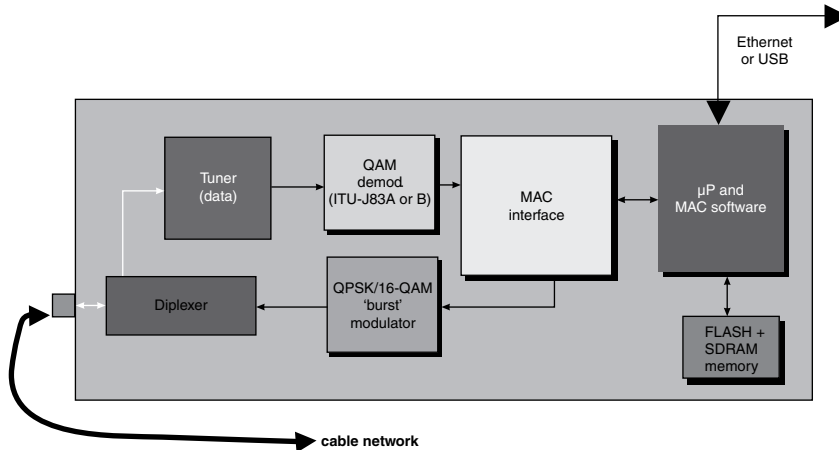 Ethernet
or USB
Tuner
(data)
QAM
demod.
(ITU-J83A or B)
MAC
interface
µP and
MAC software
Diplexer
QPSK/16-QAM
‘burst’
modulator
FLASH +
SDRAM
memory
cable network